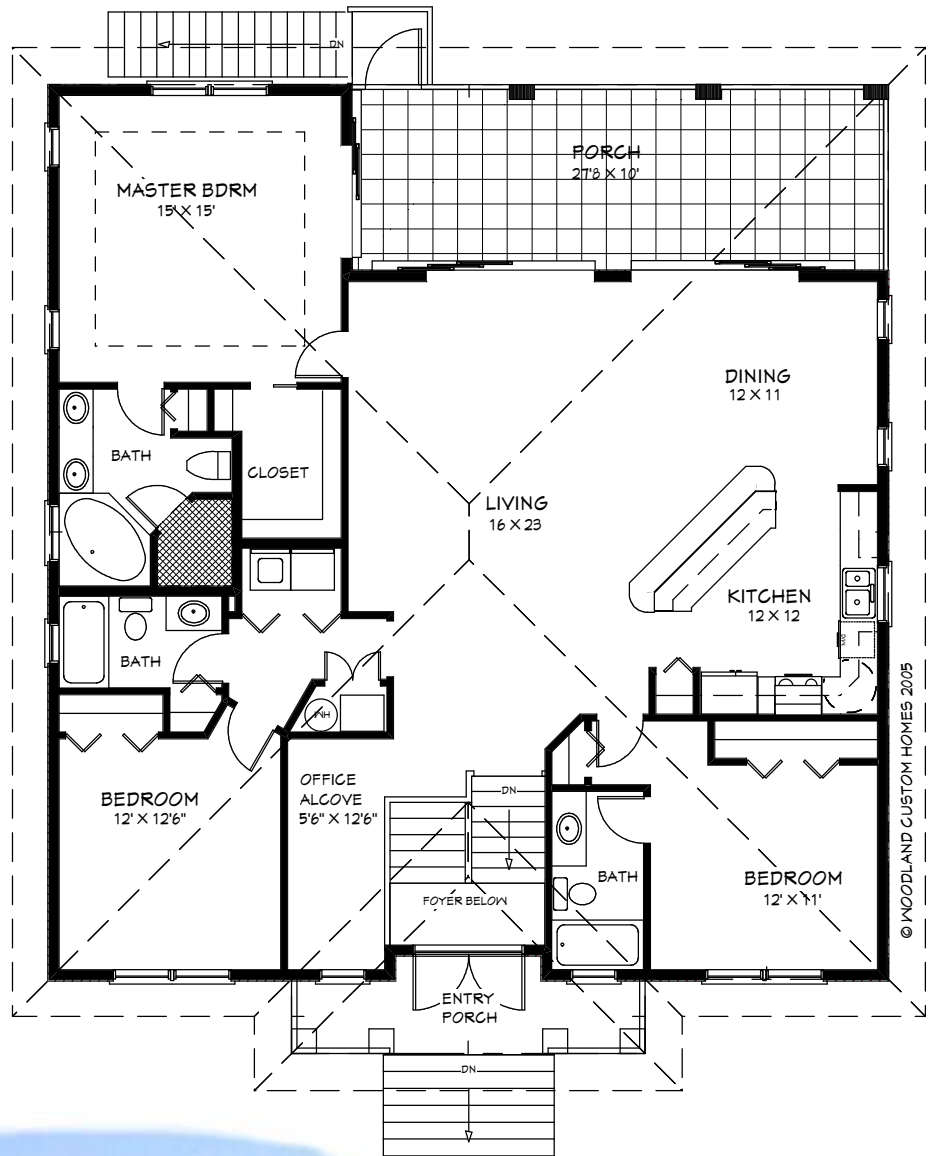 DN
PORCH
27'8 X 10'
MASTER BDRM
15' X 15'
DINING
12 X 11
BATH
CLOSET
LIVING
16 X 23
KITCHEN
12 X 12
DW
BATH
WH
© WOODLAND CUSTOM HOMES 2005
OFFICE
ALCOVE
5'6" X 12'6"
DN
BEDROOM
12' X 12'6"
BATH
BEDROOM
12' X 11'
FOYER BELOW
ENTRY
PORCH
DN